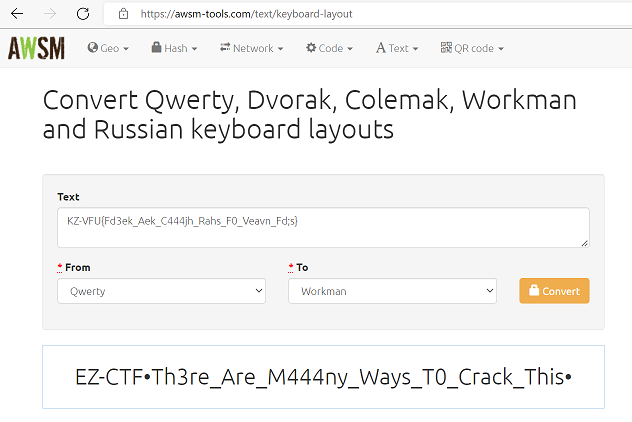 https://awsm-tools.com/text/keyboard-layout
AWSM Geo Hash Network Code Text QR code
Convert Qwerty, Dvorak, Colemak, Workman
and Russian keyboard layouts
Text
KZ-VFU{Fd3ek_Aek_C444jh_Rahs_F0_Veavn_Fd;s}
* From * To
Qwerty Workman Convert
EZ-CTF•Th3re_Are_M444ny_Ways_T0_Crack_This•